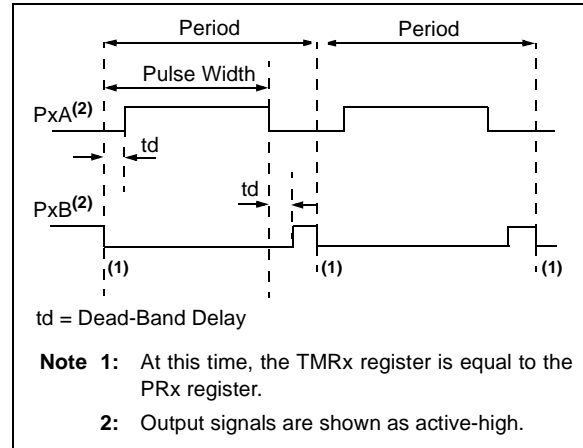 Period
Period
Pulse Width
PxA(2)
td
td
PxB(2)
(1)
(1)
(1)
td = Dead-Band Delay
Note 1: At this time, the TMRx register is equal to the
PRx register.
2: Output signals are shown as active-high.